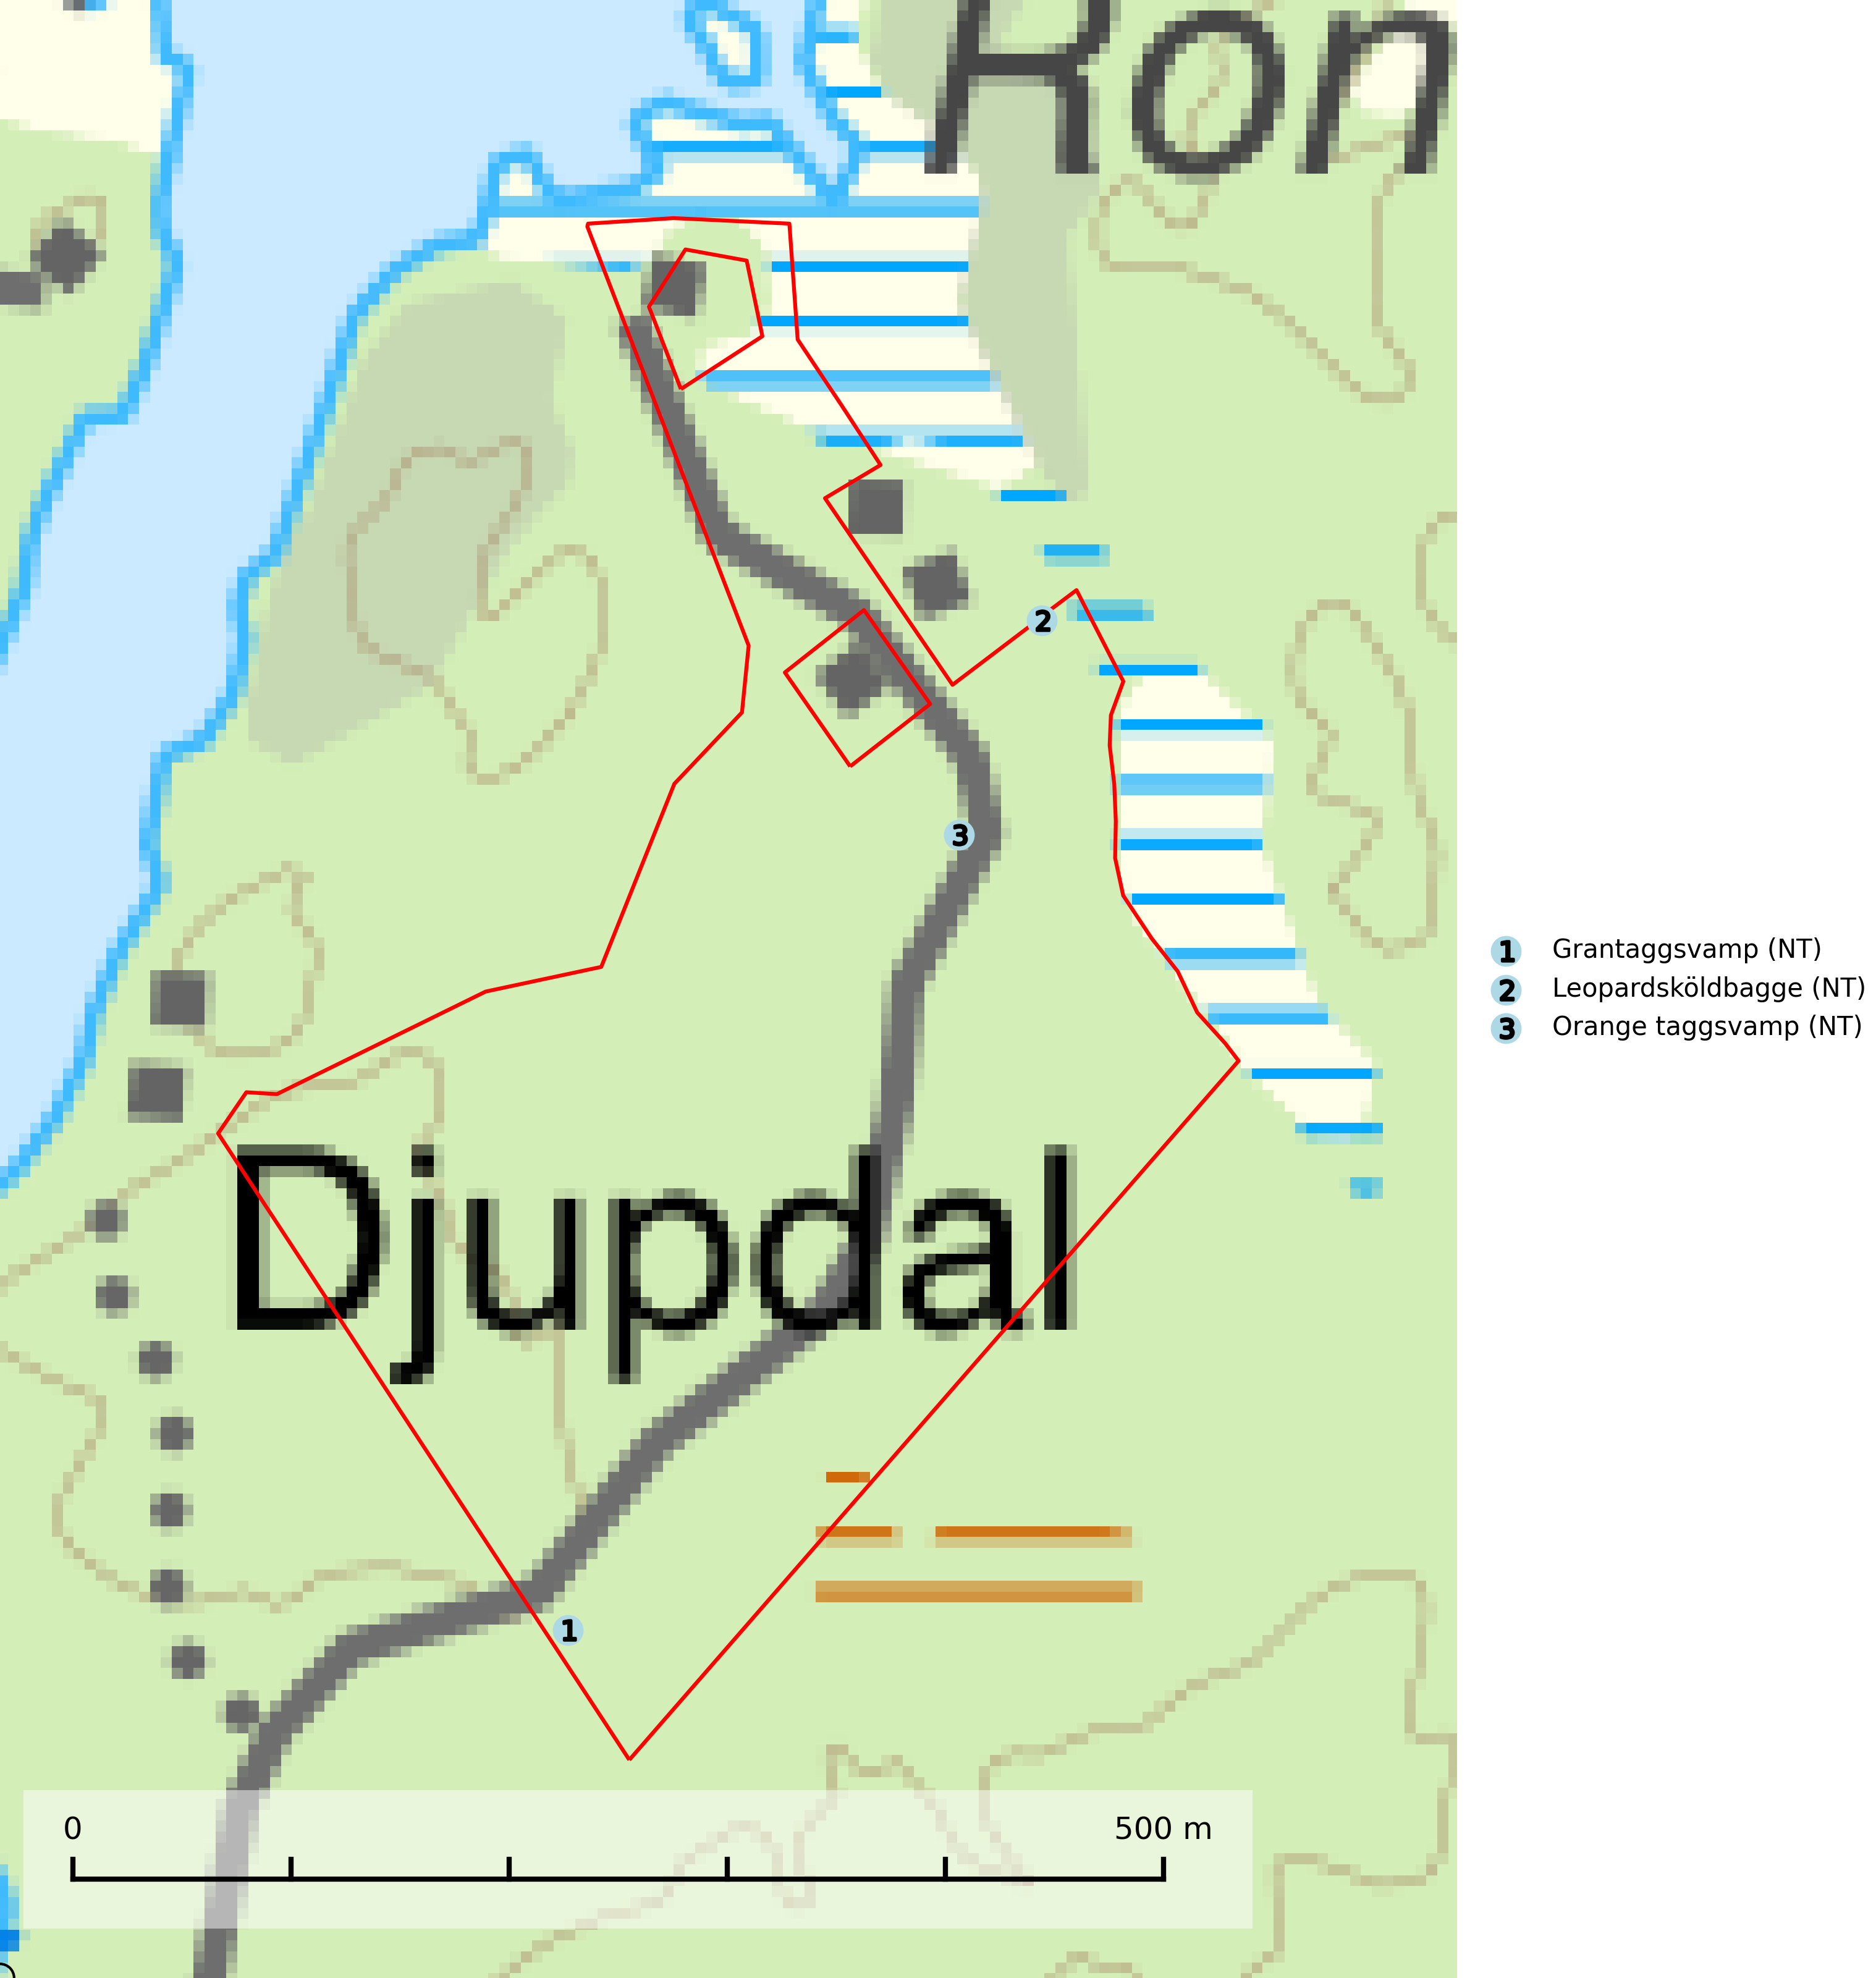 Ron
2
3
1 Grantaggsvamp (NT)
2 Leopardsköldbagge (NT)
3 Orange taggsvamp (NT)
Djupdal
1
0 500 m